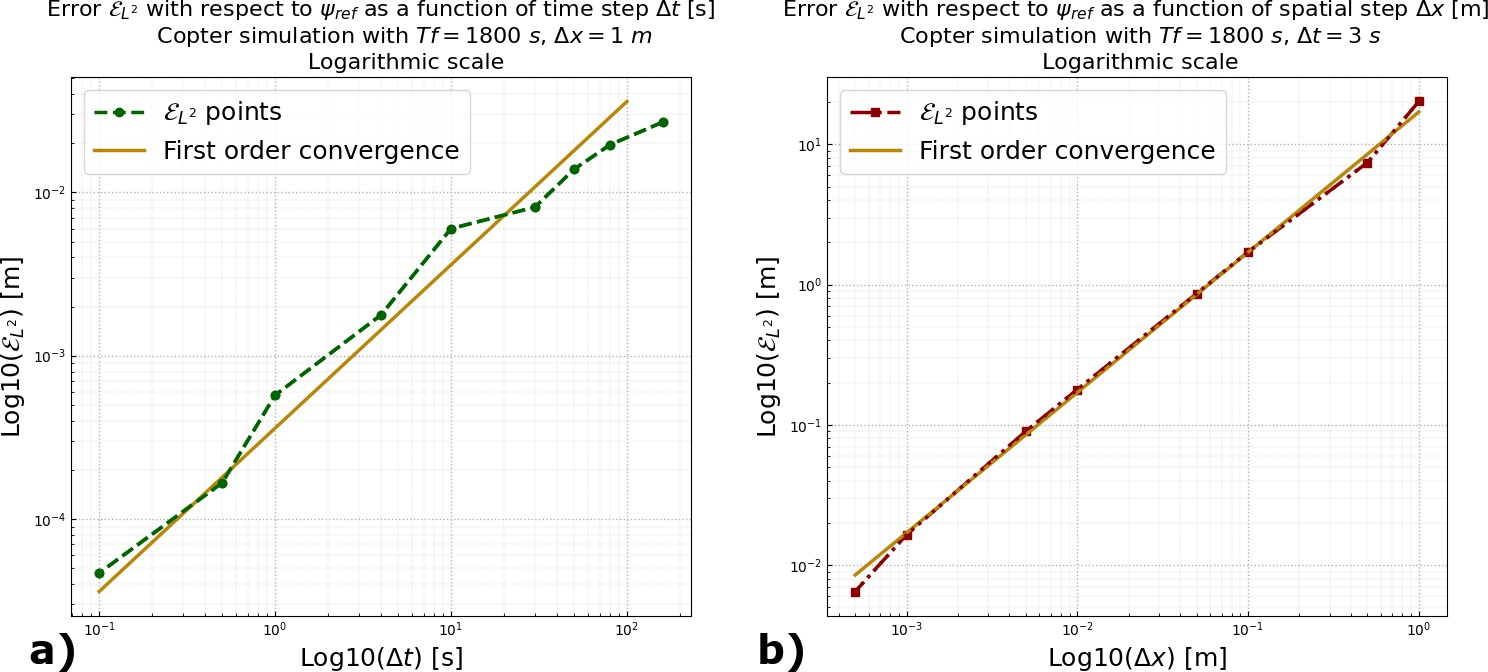 Error $\mathcal{E}_{L^2}$ with respect to $\psi_{ref}$ as a function of time step $\Delta t$ [s]
Copter simulation with $Tf = 1800\ s$, $\Delta x = 1\ m$
Logarithmic scale
$\mathcal{E}_{L^2}$ points
First order convergence
Log10($\mathcal{E}_{L^2}$) [m]
$10^{-2}$
$10^{-3}$
$10^{-4}$
$10^{-1}$ $10^{0}$ $10^{1}$ $10^{2}$
Log10($\Delta t$) [s]
a)
Error $\mathcal{E}_{L^2}$ with respect to $\psi_{ref}$ as a function of spatial step $\Delta x$ [m]
Copter simulation with $Tf = 1800\ s$, $\Delta t = 3\ s$
Logarithmic scale
$\mathcal{E}_{L^2}$ points
First order convergence
Log10($\mathcal{E}_{L^2}$) [m]
$10^{1}$
$10^{0}$
$10^{-1}$
$10^{-2}$
$10^{-3}$ $10^{-2}$ $10^{-1}$ $10^{0}$
Log10($\Delta x$) [m]
b)